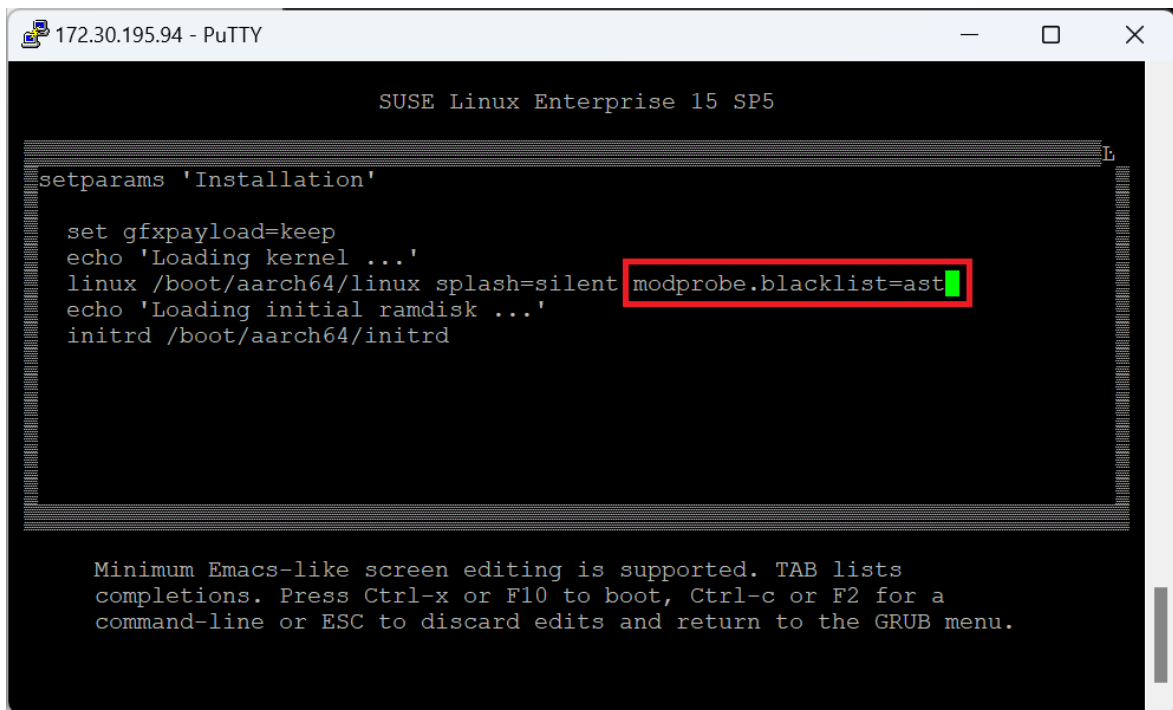 172.30.195.94 - PuTTY
SUSE Linux Enterprise 15 SP5
setparams 'Installation'
set gfxpayload=keep
echo 'Loading kernel ...'
linux /boot/aarch64/linux splash=silent modprobe.blacklist=ast
echo 'Loading initial ramdisk ...'
initrd /boot/aarch64/initrd
Minimum Emacs-like screen editing is supported. TAB lists
completions. Press Ctrl-x or F10 to boot, Ctrl-c or F2 for a
command-line or ESC to discard edits and return to the GRUB menu.